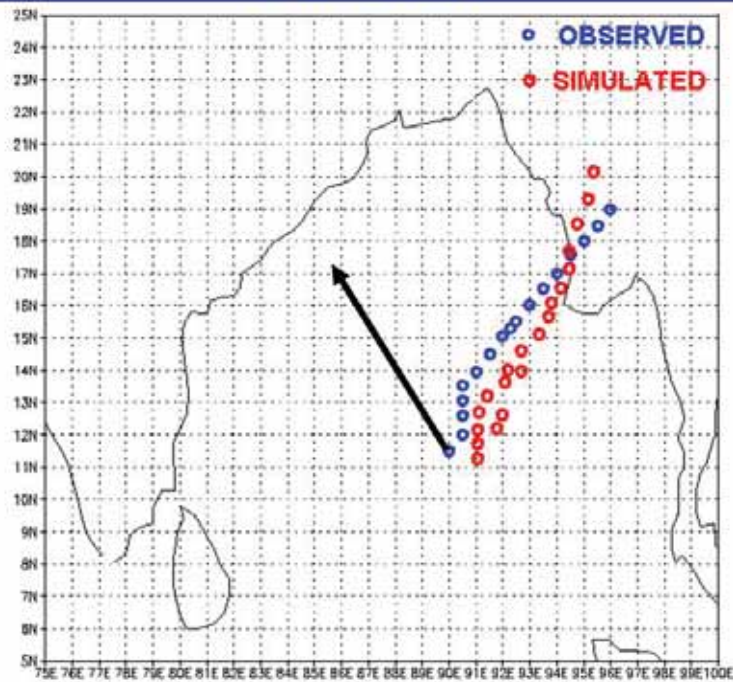 25N
OBSERVED
24N
23N
SIMULATED
22N
21N
20N
19N
18N
17N
16N
15N
14N
13N
12N
11N
10N
9N
8N
7N
6N
5N
75E 76E 77E 78E 79E 80E 81E 82E 83E 84E 85E 86E 87E 88E 89E 90E 91E 92E 93E 94E 95E 96E 97E 98E 99E 100E